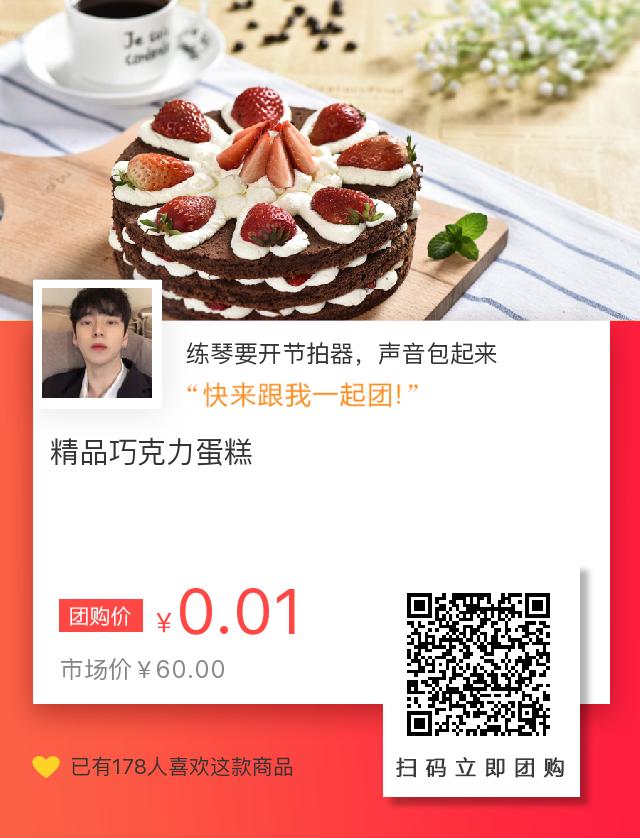 Je sui
练琴要开节拍器，声音包起来
“快来跟我一起团!”
精品巧克力蛋糕
团购价 ¥0.01
市场价¥60.00
已有178人喜欢这款商品
扫码立即团购